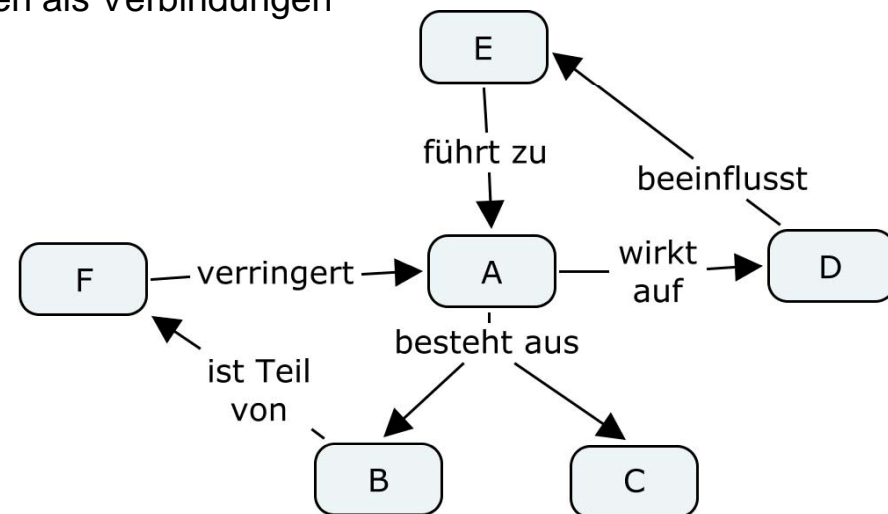 en als Verbindungen
E
führt zu
beeinflusst
F
verringert
A
wirkt
auf
D
besteht aus
ist Teil
von
B
C